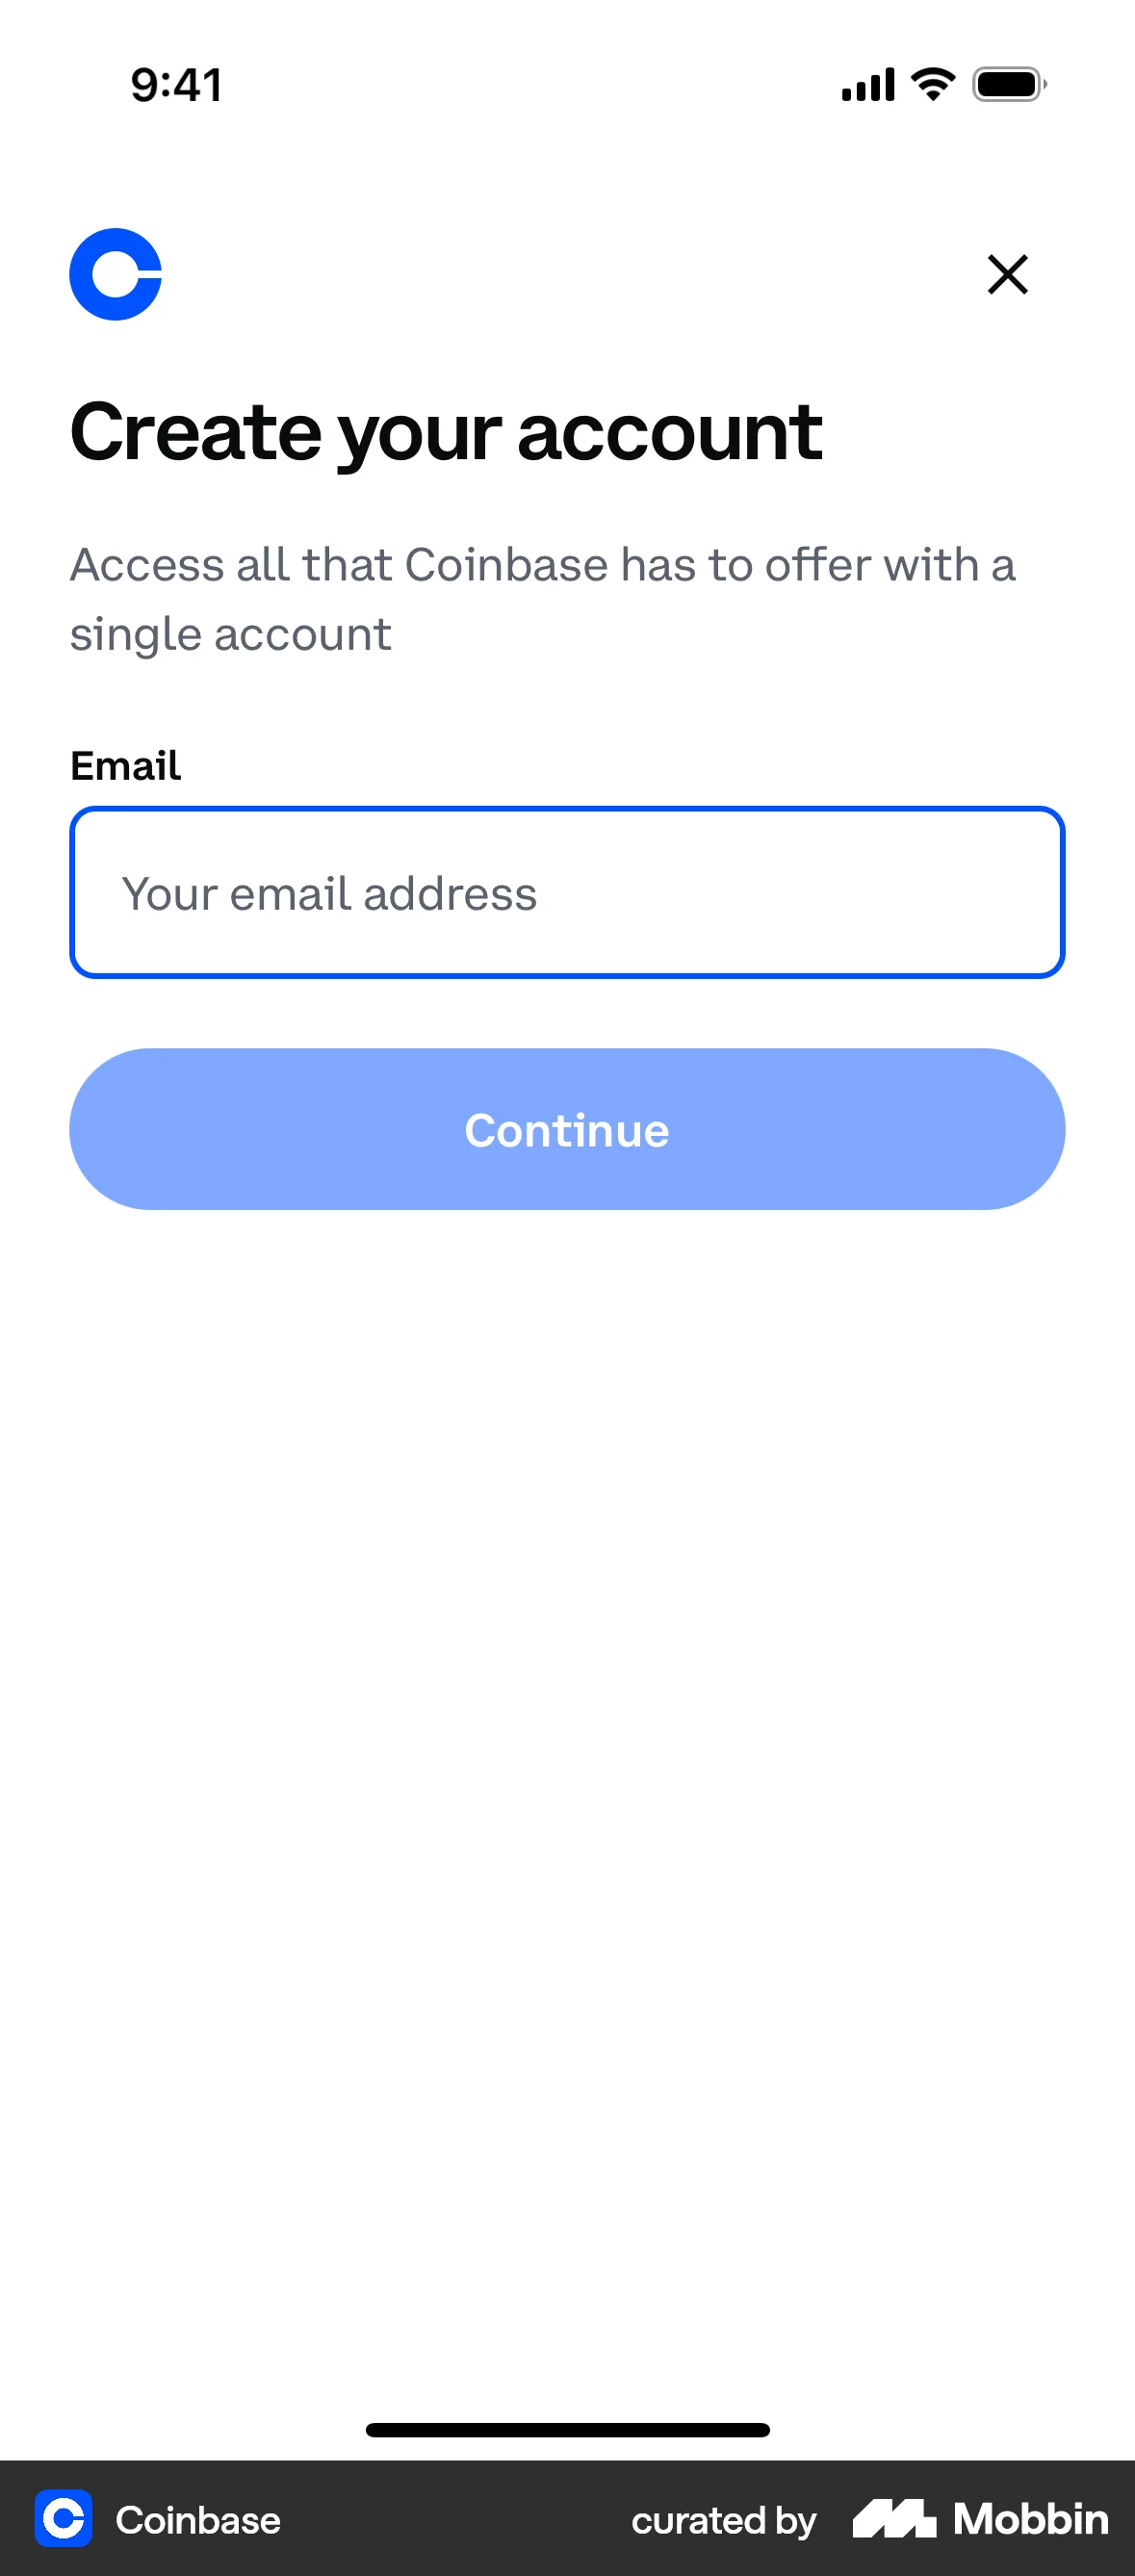 9:41
Create your account
Access all that Coinbase has to offer with a
single account
Email
Your email address
Continue
Coinbase
curated by Mobbin